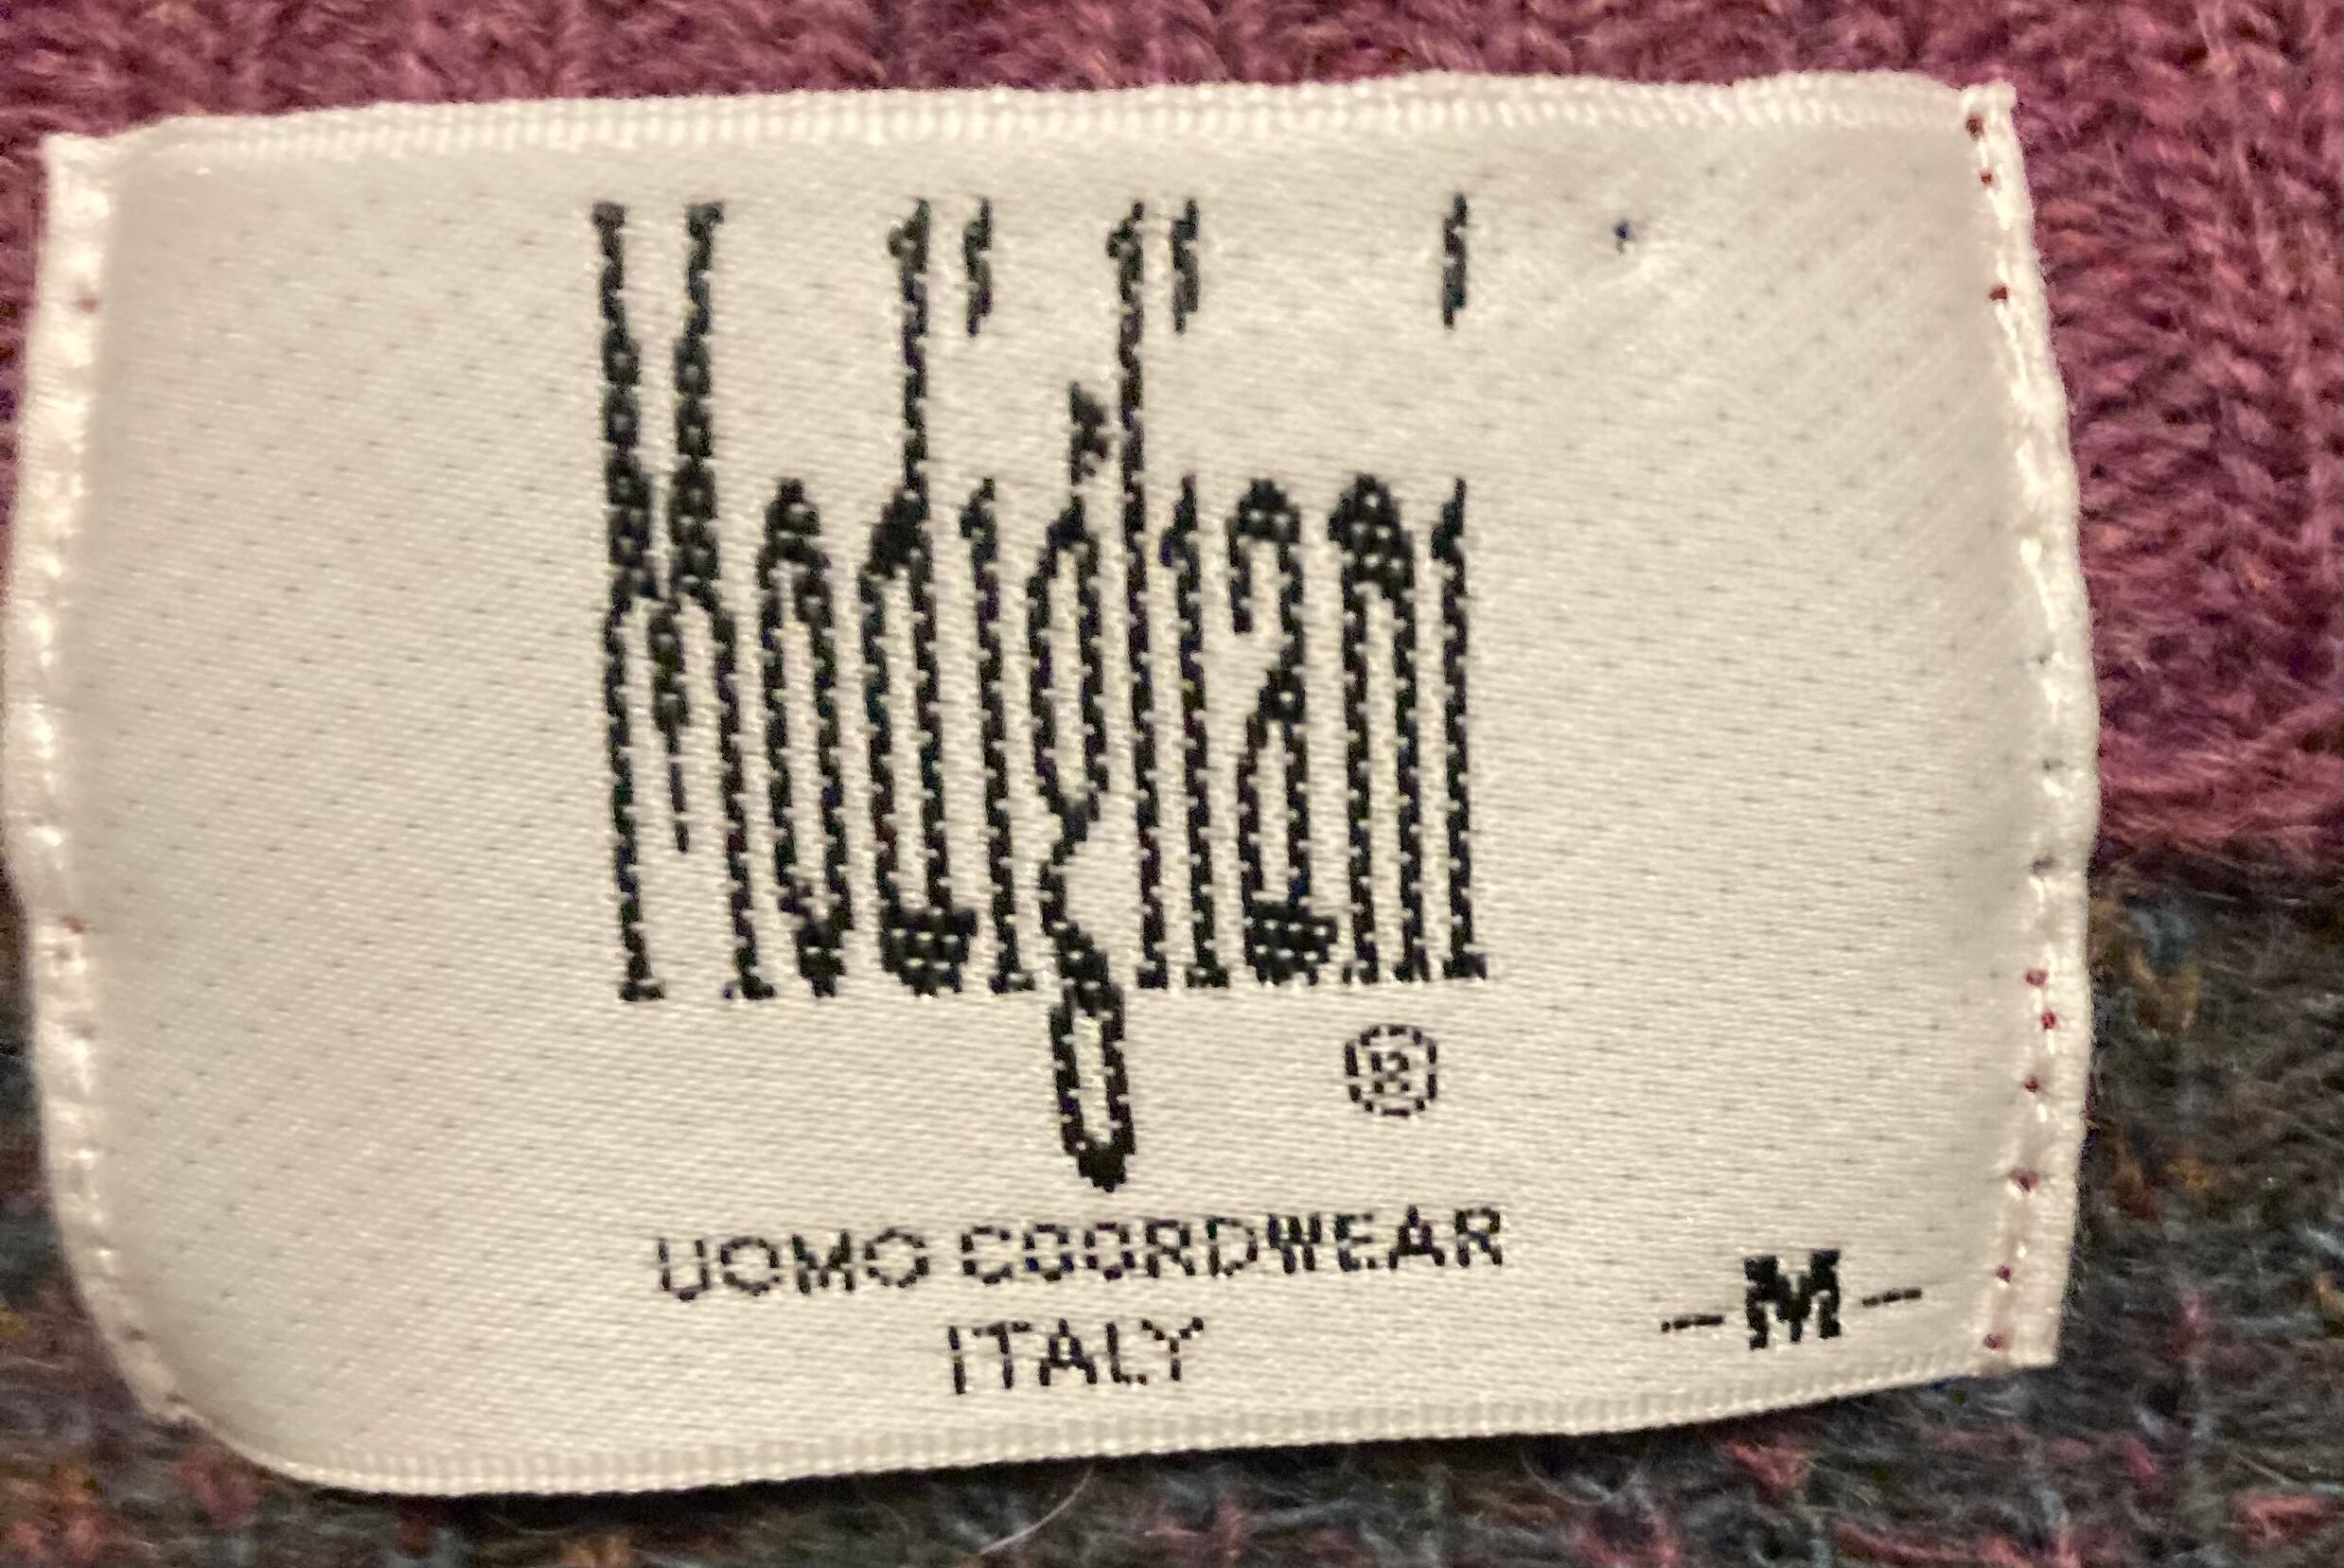 Modigliani
®
UOMO COORDWEAR
ITALY
-M-